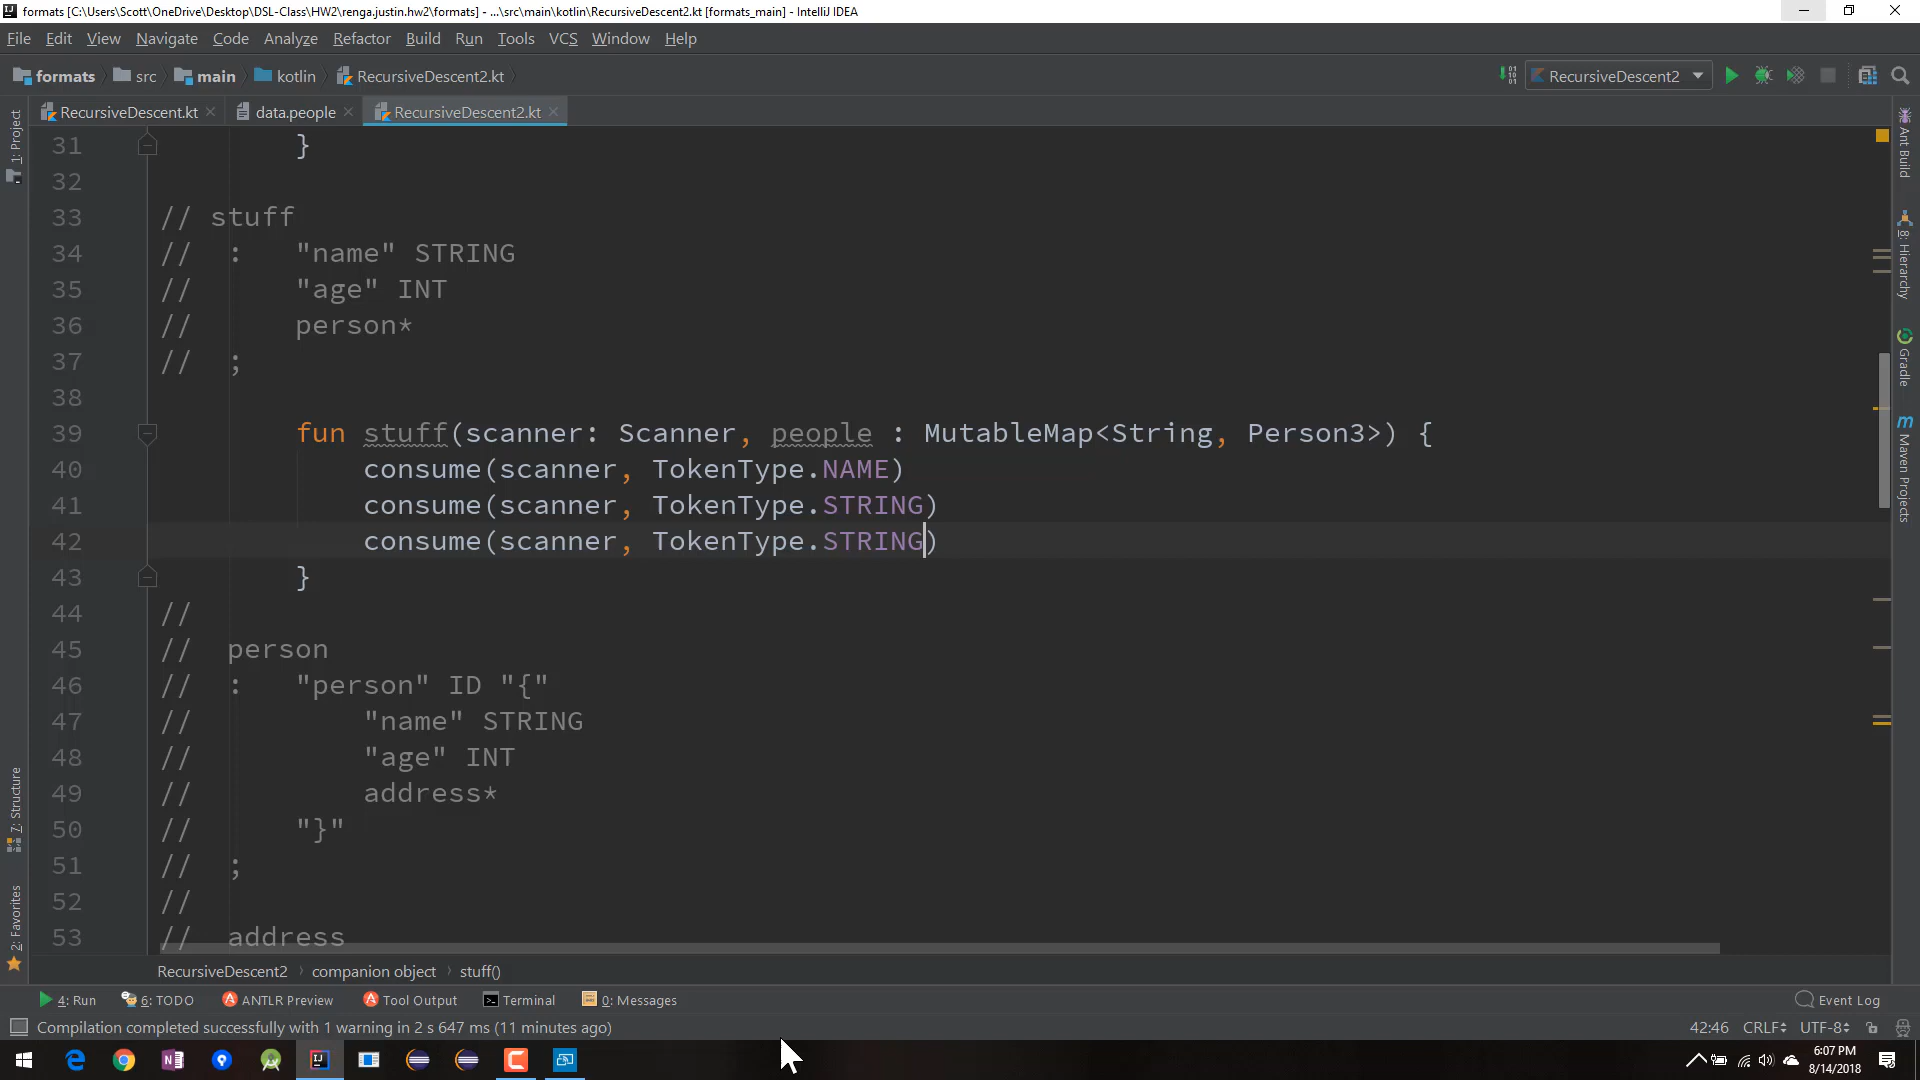 formats [C:\Users\Scott\OneDrive\Desktop\DSL-Class\HW2\renga.justin.hw2\formats] - ...\src\main\kotlin\RecursiveDescent2.kt [formats_main] - IntelliJ IDEA
File Edit View Navigate Code Analyze Refactor Build Run Tools VCS Window Help
formats src main kotlin RecursiveDescent2.kt RecursiveDescent2
RecursiveDescent.kt data.people RecursiveDescent2.kt
1: Project
7: Structure
2: Favorites
31 }
32
33 // stuff
34 // : "name" STRING
35 // "age" INT
36 // person*
37 // ;
38
39 fun stuff(scanner: Scanner, people : MutableMap<String, Person3>) {
40 consume(scanner, TokenType.NAME)
41 consume(scanner, TokenType.STRING)
42 consume(scanner, TokenType.STRING)
43 }
44 //
45 // person
46 // : "person" ID "{"
47 // "name" STRING
48 // "age" INT
49 // address*
50 // "}"
51 // ;
52 //
53 // address
Ant Build
8: Hierarchy
Gradle
Maven Projects
RecursiveDescent2 › companion object › stuff()
4: Run 6: TODO ANTLR Preview Tool Output Terminal 0: Messages Event Log
Compilation completed successfully with 1 warning in 2 s 647 ms (11 minutes ago) 42:46 CRLF UTF-8
6:07 PM
8/14/2018